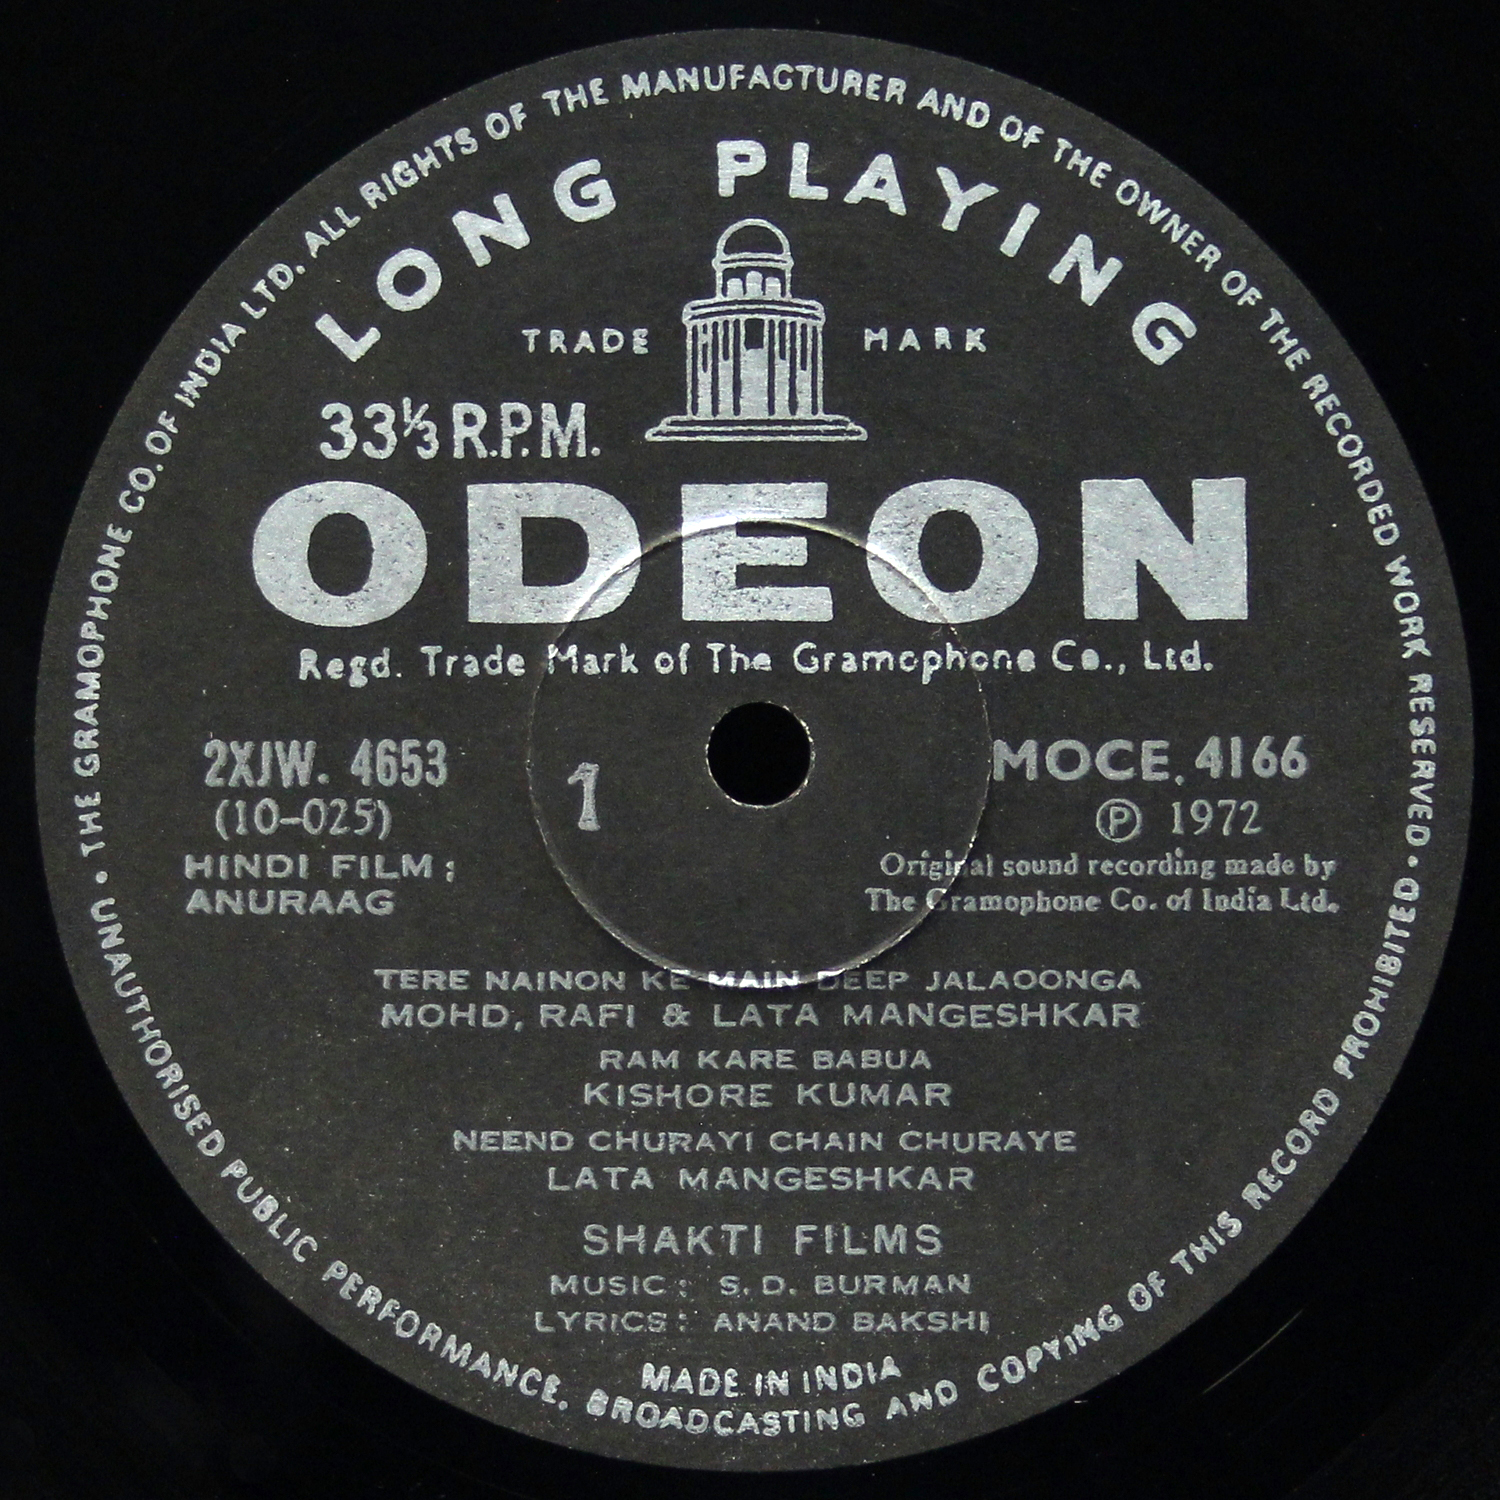 THE GRAMOPHONE CO. OF INDIA LTD. ALL RIGHTS OF THE MANUFACTURER AND OF THE OWNER OF THE RECORDED WORK RESERVED •
UNAUTHORISED PUBLIC PERFORMANCE, BROADCASTING AND COPYING OF THIS RECORD PROHIBITED •
LONG PLAYING
TRADE MARK
33⅓ R.P.M.
ODEON
Regd. Trade Mark of The Gramophone Co., Ltd.
2XJW. 4653
(10-025)
HINDI FILM :
ANURAAG
1
MOCE. 4166
℗ 1972
Original sound recording made by
The Gramophone Co. of India Ltd.
TERE NAINON KE MAIN DEEP JALAOONGA
MOHD. RAFI & LATA MANGESHKAR
RAM KARE BABUA
KISHORE KUMAR
NEEND CHURAYI CHAIN CHURAYE
LATA MANGESHKAR
SHAKTI FILMS
MUSIC : S. D. BURMAN
LYRICS : ANAND BAKSHI
MADE IN INDIA